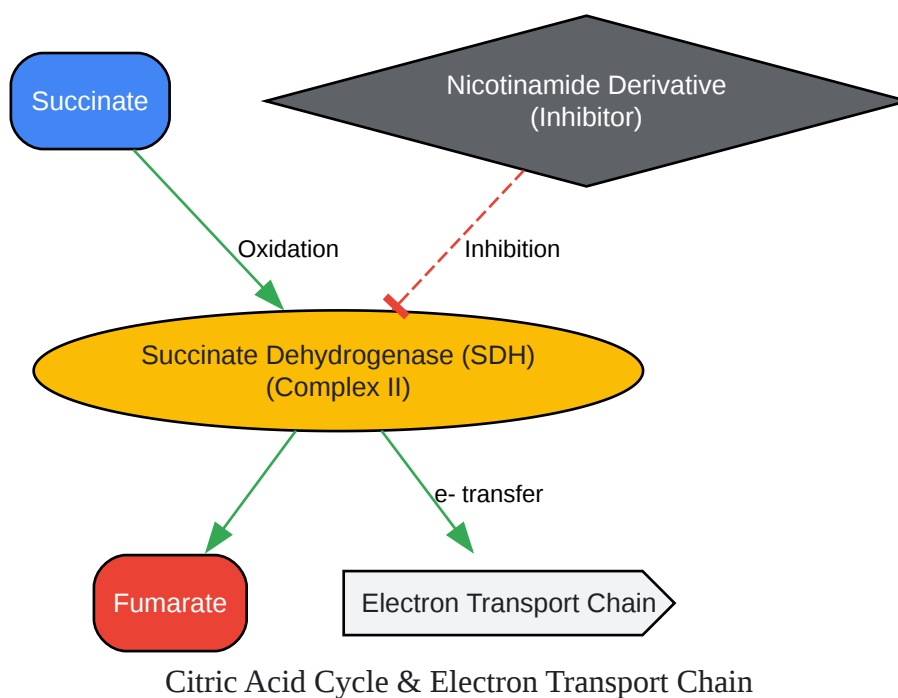 Succinate
Nicotinamide Derivative
(Inhibitor)
Oxidation
Inhibition
Succinate Dehydrogenase (SDH)
(Complex II)
e- transfer
Fumarate
Electron Transport Chain
Citric Acid Cycle & Electron Transport Chain